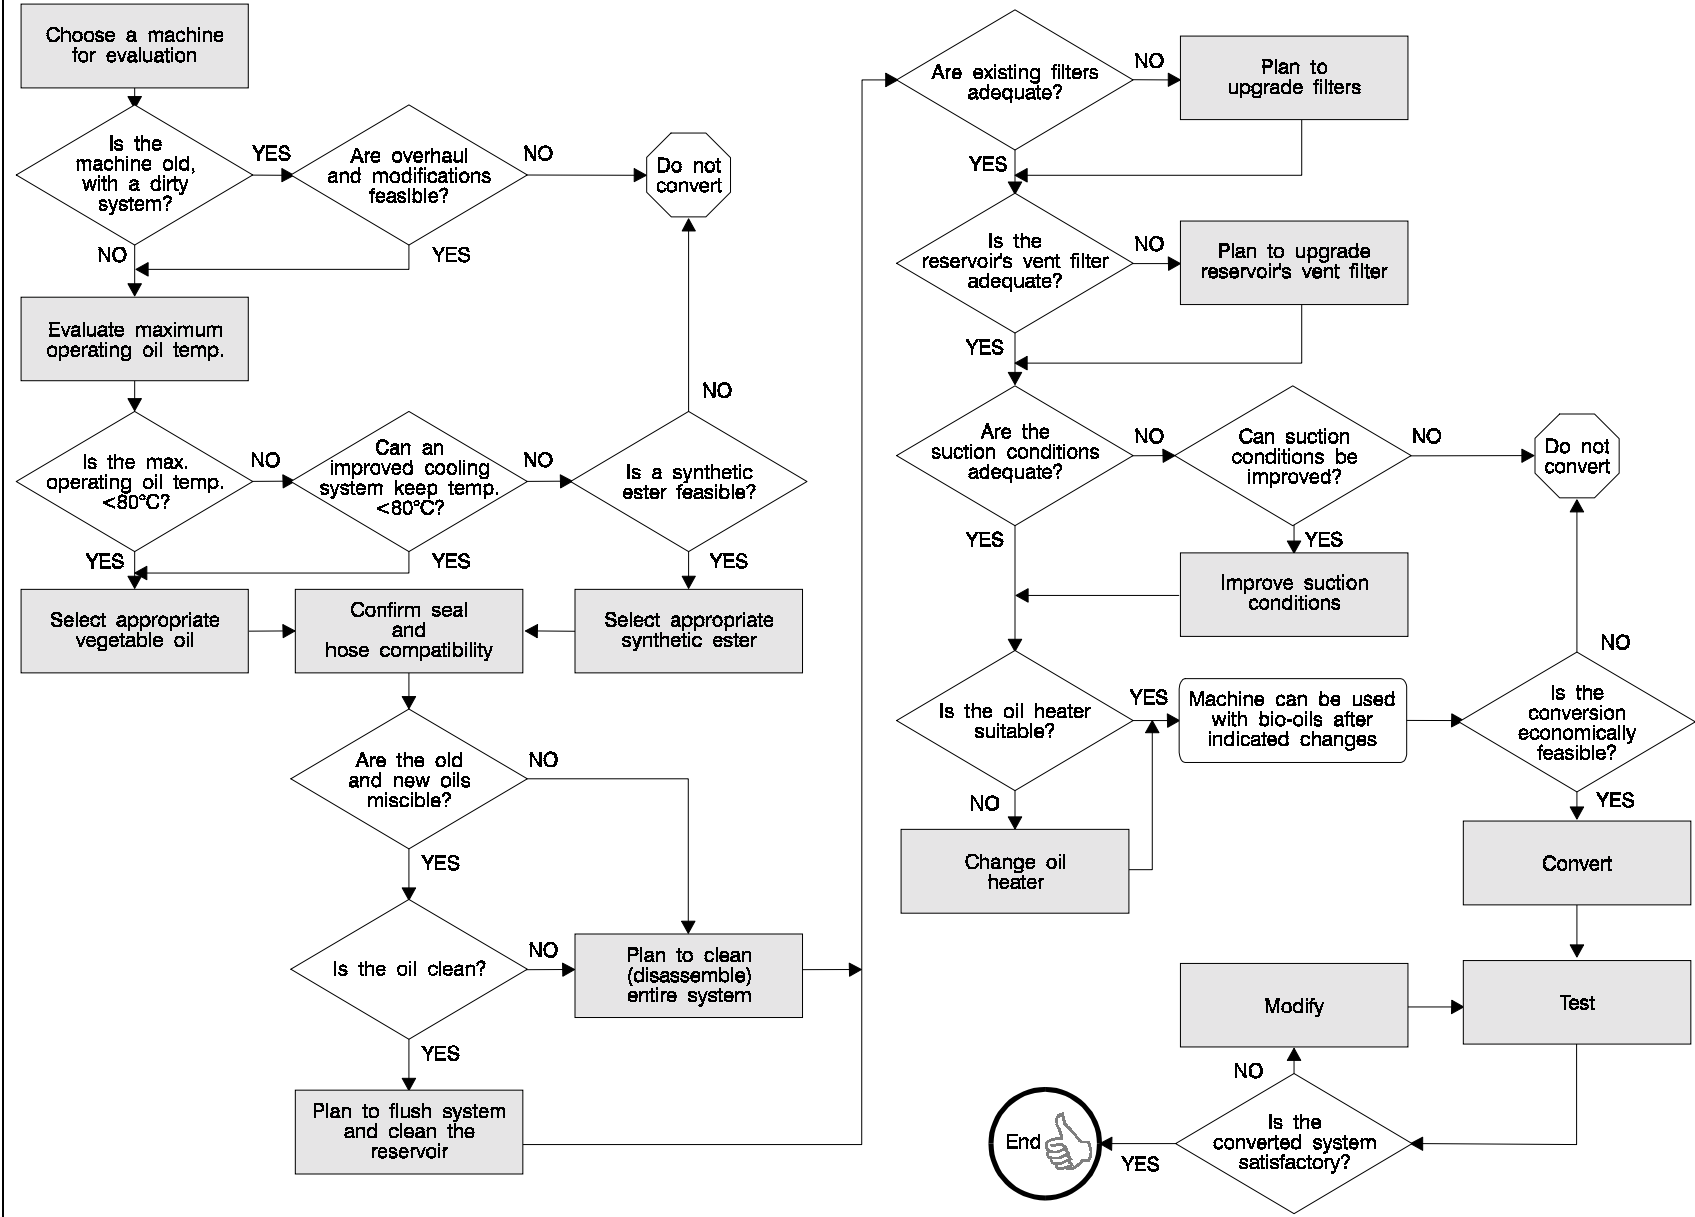 Choose a machine
for evaluation
Is the
machine old,
with a dirty
system?
YES
NO
Are overhaul
and modifications
feasible?
NO
YES
Do not
convert
Evaluate maximum
operating oil temp.
Is the max.
operating oil temp.
<80°C?
NO
YES
Can an
improved cooling
system keep temp.
<80°C?
NO
YES
Is a synthetic
ester feasible?
NO
YES
Select appropriate
vegetable oil
Confirm seal
and
hose compatibility
Select appropriate
synthetic ester
Are the old
and new oils
miscible?
NO
YES
Is the oil clean?
NO
YES
Plan to clean
(disassemble)
entire system
Plan to flush system
and clean the
reservoir
Are existing filters
adequate?
NO
YES
Plan to
upgrade filters
Is the
reservoir's vent filter
adequate?
NO
YES
Plan to upgrade
reservoir's vent filter
Are the
suction conditions
adequate?
NO
YES
Can suction
conditions be
improved?
NO
YES
Do not
convert
Improve suction
conditions
Is the oil heater
suitable?
YES
NO
Change oil
heater
Machine can be used
with bio-oils after
indicated changes
Is the
conversion
economically
feasible?
NO
YES
Convert
Test
Modify
NO
Is the
converted system
satisfactory?
YES
End